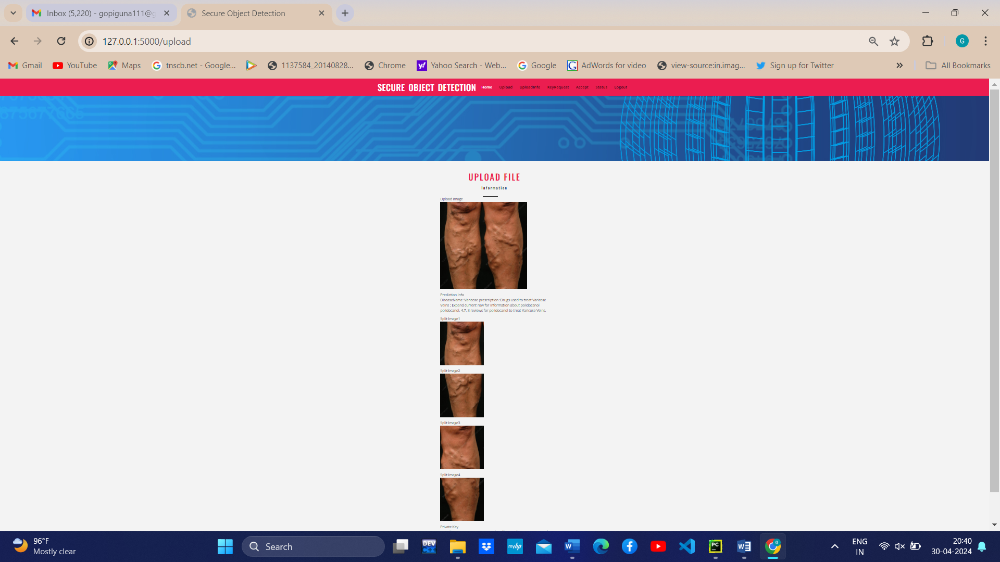 Inbox (5,220) - gopiguna111@g
Secure Object Detection
127.0.0.1:5000/upload
G
Gmail
YouTube
Maps
tnscb.net - Google...
1137584_20140828...
Chrome
Yahoo Search - Web...
Google
AdWords for video
view-source:in.imag...
Sign up for Twitter
All Bookmarks
SECURE OBJECT DETECTION
Home
Upload
UploadInfo
KeyRequest
Accept
Status
Logout
UPLOAD FILE
Information
Upload Image
Prediction Info
DiseaseName :Varicose prescription :Drugs used to treat Varicose
Veins ; Expand current row for information about polidocanol
polidocanol, 4.7, 3 reviews for polidocanol to treat Varicose Veins.
Split Image1
Split Image2
Split Image3
Split Image4
Private Key
96°F
Mostly clear
Search
DEV
C++
myhp
W
PC
W
G
ENG
IN
20:40
30-04-2024